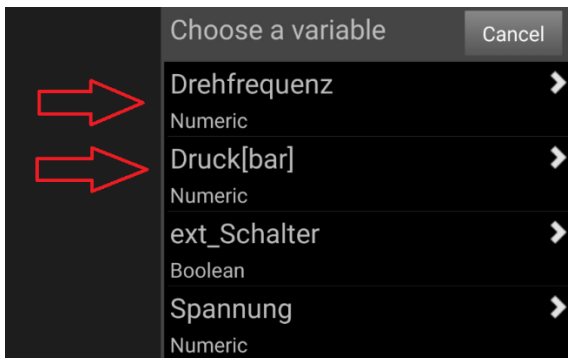 Choose a variable
Cancel
Drehfrequenz
Numeric
Druck[bar]
Numeric
ext_Schalter
Boolean
Spannung
Numeric